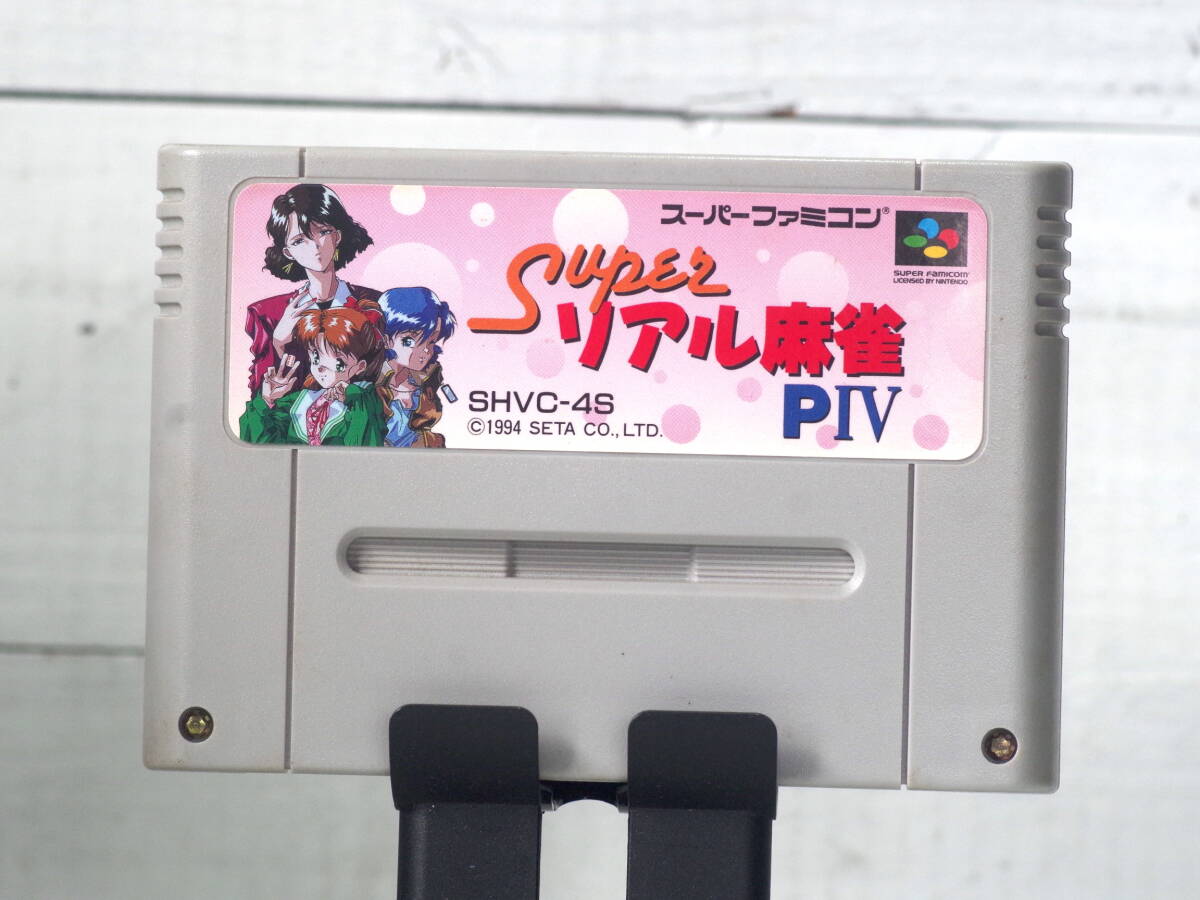 スーパーファミコン®
SUPER FAMICOM
LICENSED BY NINTENDO
Super
リアル麻雀
PIV
SHVC-4S
©1994 SETA CO., LTD.